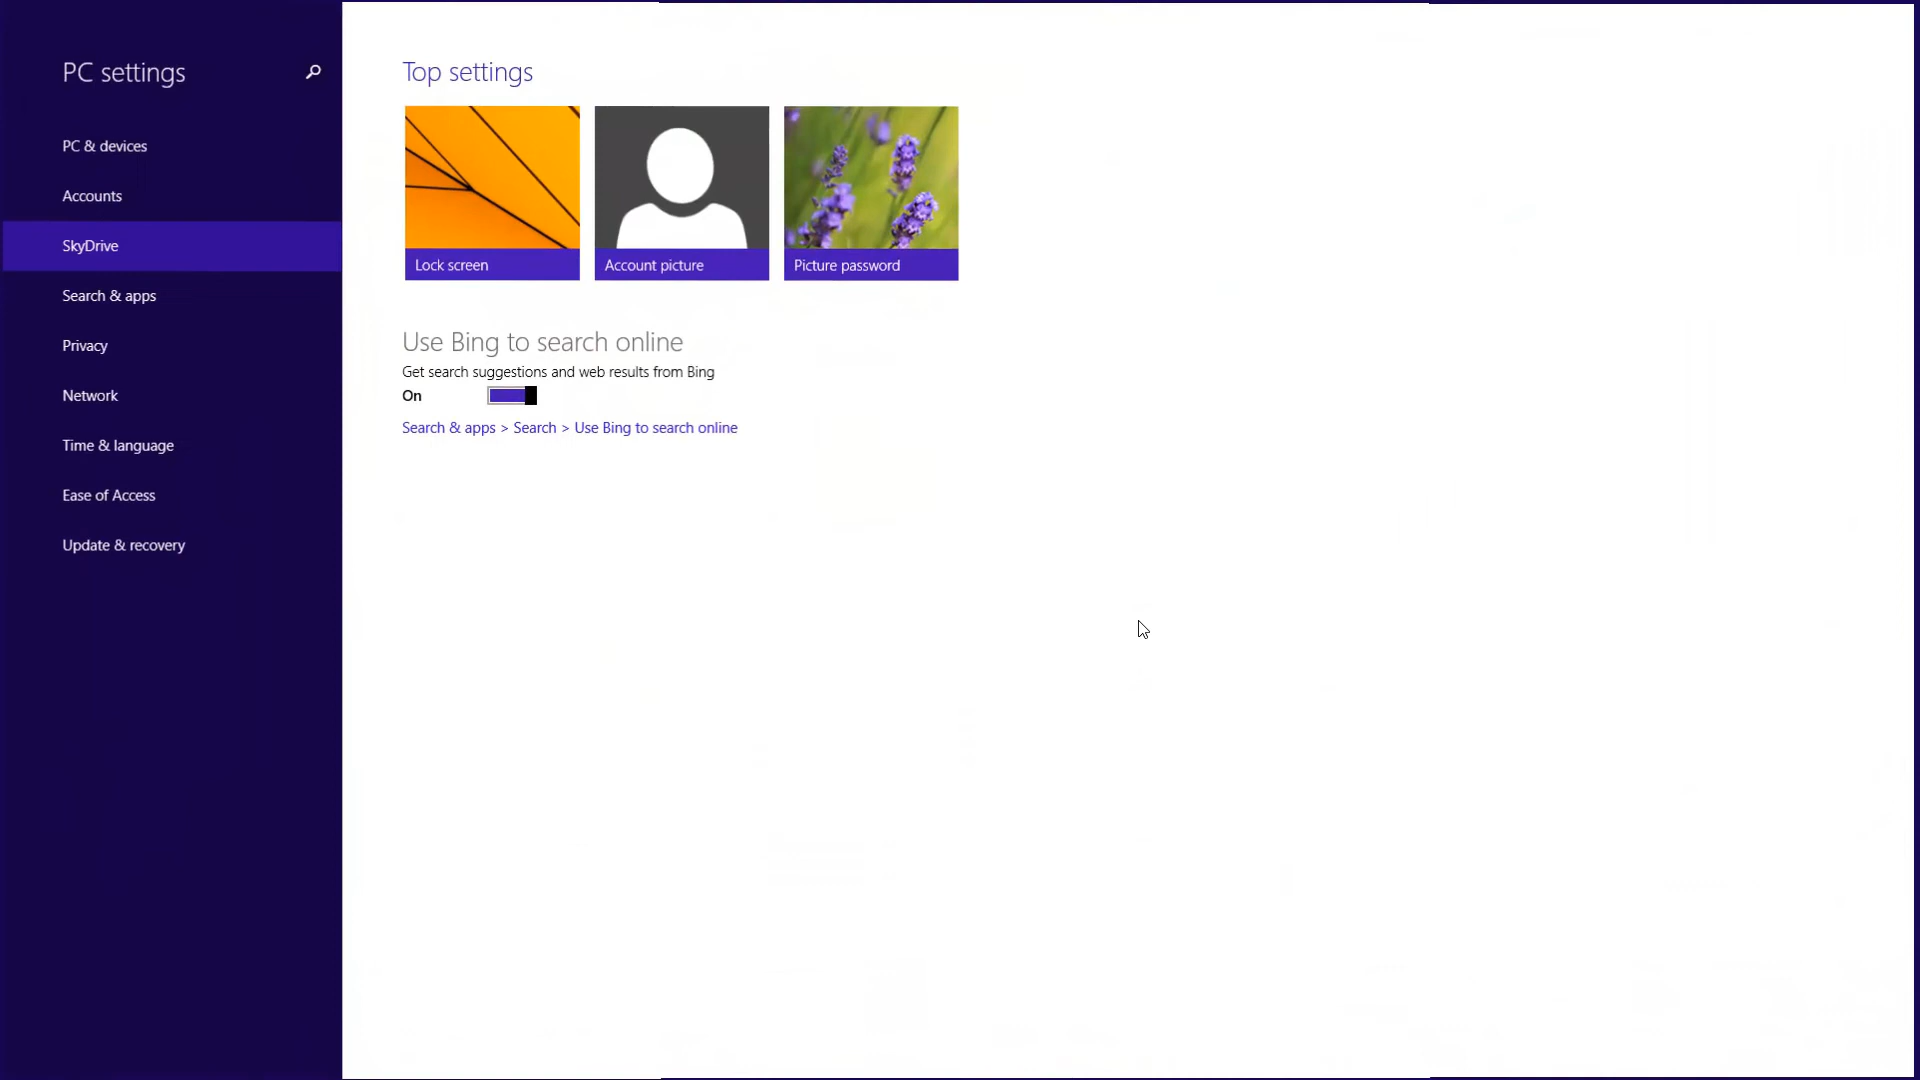 PC settings
PC & devices
Accounts
SkyDrive
Search & apps
Privacy
Network
Time & language
Ease of Access
Update & recovery
Top settings
Lock screen
Account picture
Picture password
Use Bing to search online
Get search suggestions and web results from Bing
On
Search & apps > Search > Use Bing to search online